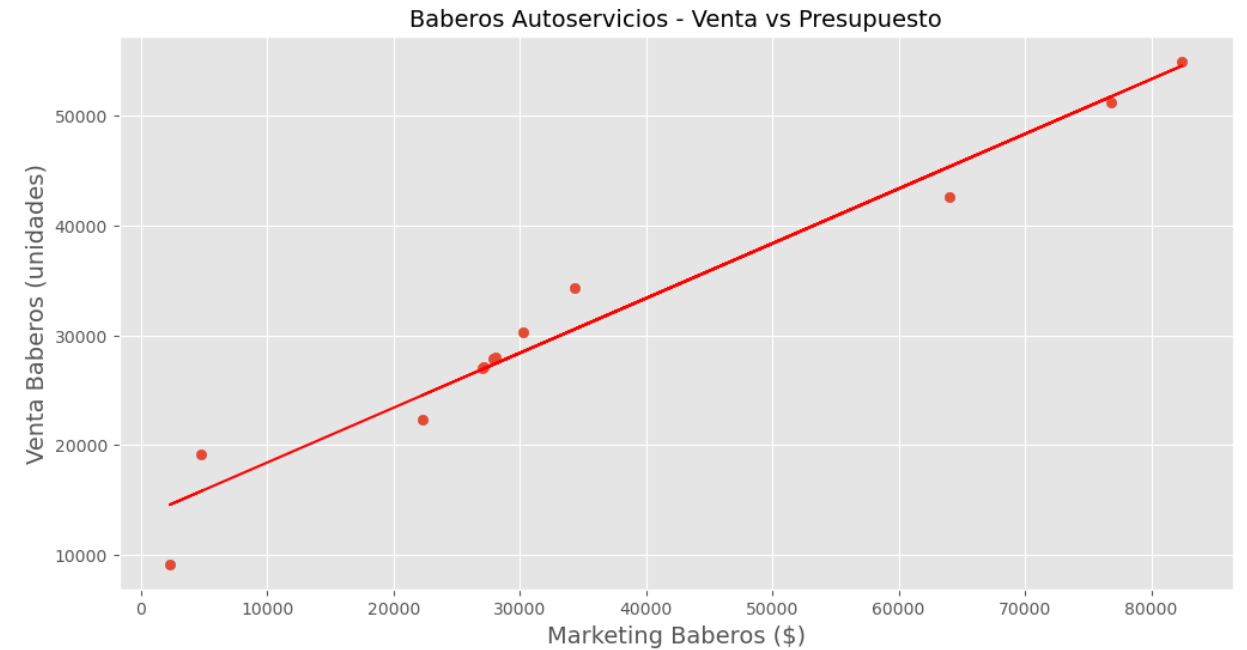 Baberos Autoservicios - Venta vs Presupuesto
Venta Baberos (unidades)
50000
40000
30000
20000
10000
0 10000 20000 30000 40000 50000 60000 70000 80000
Marketing Baberos ($)